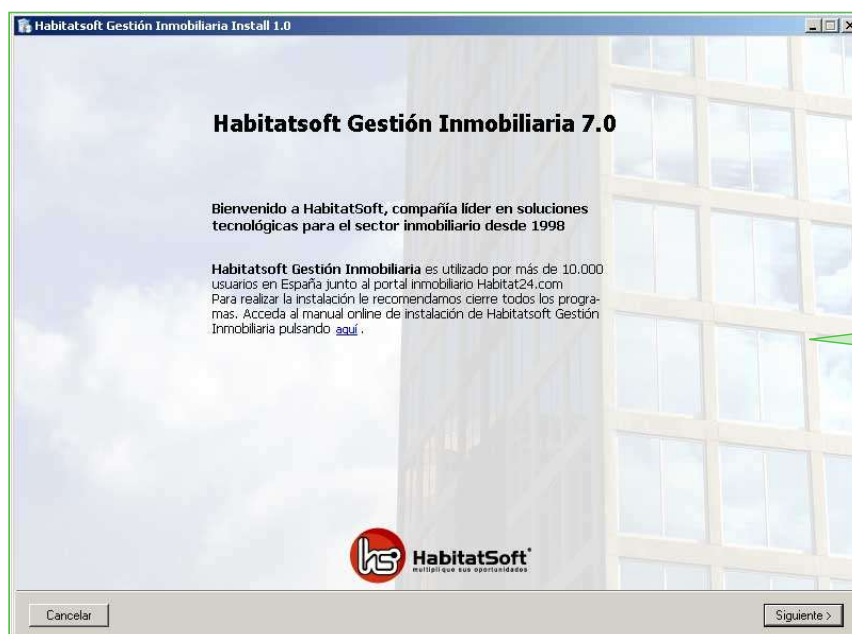 Habitatsoft Gestión Inmobiliaria Install 1.0
Habitatsoft Gestión Inmobiliaria 7.0
Bienvenido a HabitatSoft, compañía líder en soluciones
tecnológicas para el sector inmobiliario desde 1998
Habitatsoft Gestión Inmobiliaria es utilizado por más de 10.000
usuarios en España junto al portal inmobiliario Habitat24.com
Para realizar la instalación le recomendamos cierre todos los progra-
mas. Acceda al manual online de instalación de Habitatsoft Gestión
Inmobiliaria pulsando aquí .
hs HabitatSoft
multiplique sus oportunidades
Cancelar
Siguiente >